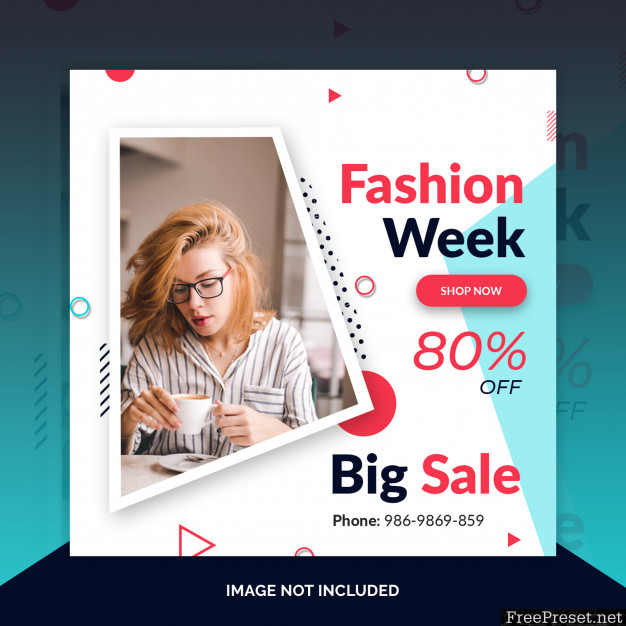 Fashion
Week
SHOP NOW
80%
OFF
Big Sale
Phone: 986-9869-859
IMAGE NOT INCLUDED
FreePreset.net